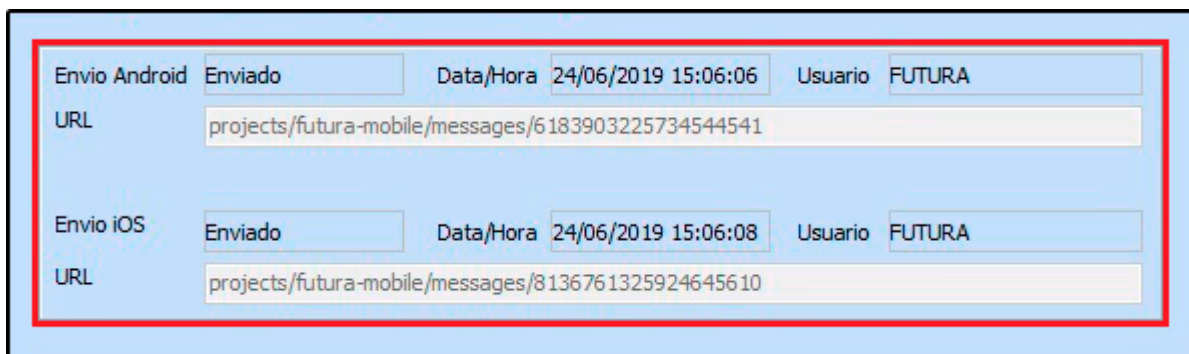 Envio Android Enviado Data/Hora 24/06/2019 15:06:06 Usuario FUTURA
URL projects/futura-mobile/messages/6183903225734544541
Envio iOS Enviado Data/Hora 24/06/2019 15:06:08 Usuario FUTURA
URL projects/futura-mobile/messages/8136761325924645610